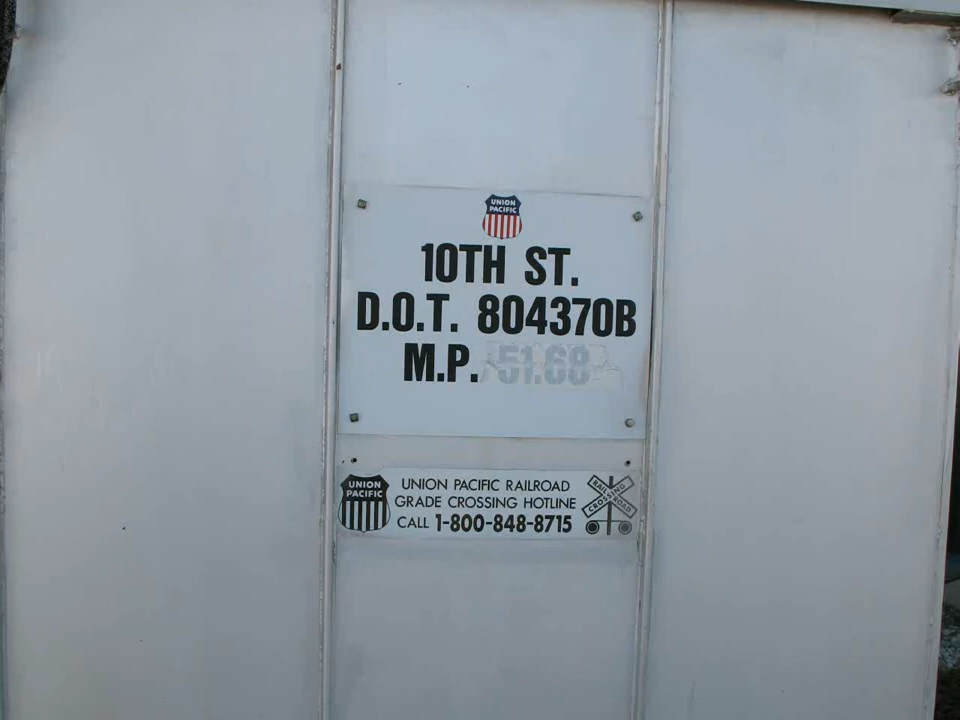 UNION
PACIFIC
10TH ST.
D.O.T. 804370B
M.P. 51.68
UNION
PACIFIC
UNION PACIFIC RAILROAD
GRADE CROSSING HOTLINE
CALL 1-800-848-8715
RAILROAD
CROSSING